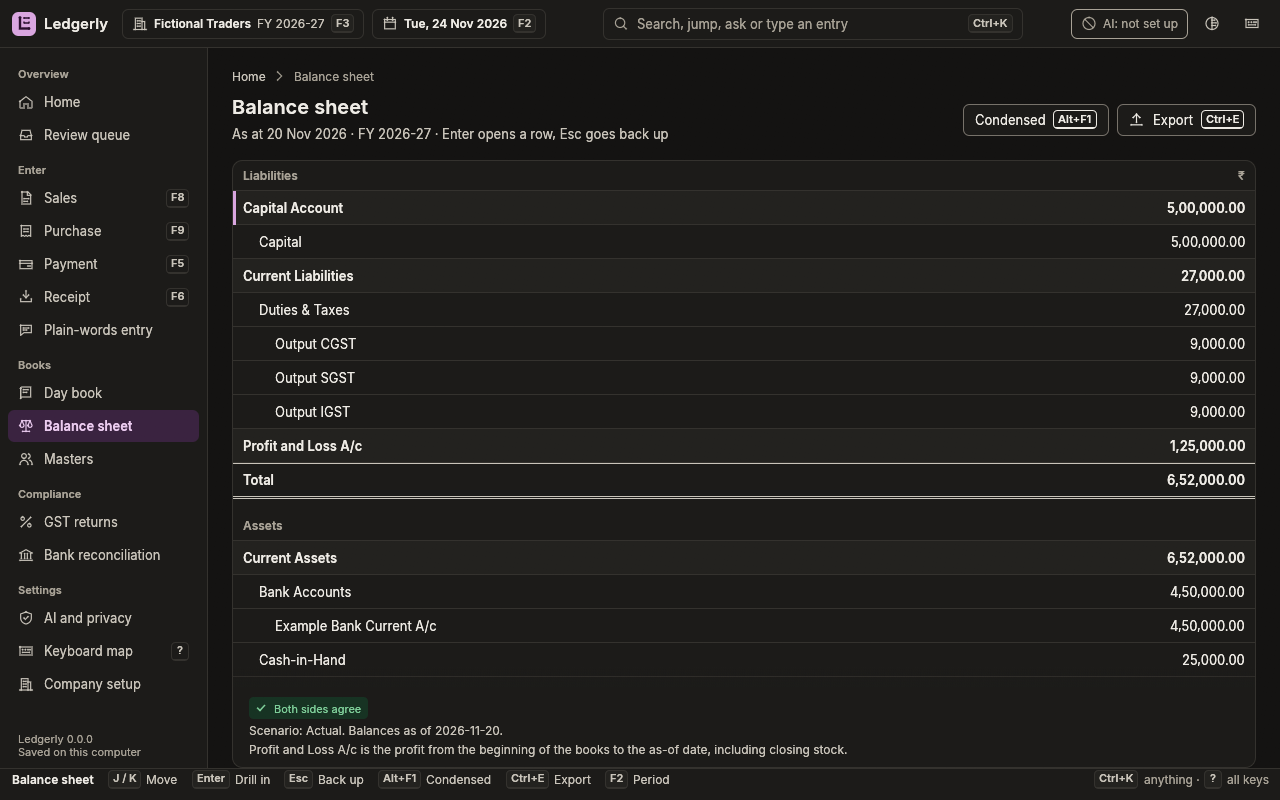 Ledgerly
Fictional Traders FY 2026-27 F3
Tue, 24 Nov 2026 F2
Search, jump, ask or type an entry Ctrl+K
AI: not set up
Overview
Home
Review queue
Enter
Sales F8
Purchase F9
Payment F5
Receipt F6
Plain-words entry
Books
Day book
Balance sheet
Masters
Compliance
GST returns
Bank reconciliation
Settings
AI and privacy
Keyboard map ?
Company setup
Ledgerly 0.0.0
Saved on this computer
Home > Balance sheet
Balance sheet
As at 20 Nov 2026 · FY 2026-27 · Enter opens a row, Esc goes back up
Condensed Alt+F1
Export Ctrl+E
Liabilities ₹
Capital Account 5,00,000.00
Capital 5,00,000.00
Current Liabilities 27,000.00
Duties & Taxes 27,000.00
Output CGST 9,000.00
Output SGST 9,000.00
Output IGST 9,000.00
Profit and Loss A/c 1,25,000.00
Total 6,52,000.00
Assets
Current Assets 6,52,000.00
Bank Accounts 4,50,000.00
Example Bank Current A/c 4,50,000.00
Cash-in-Hand 25,000.00
Both sides agree
Scenario: Actual. Balances as of 2026-11-20.
Profit and Loss A/c is the profit from the beginning of the books to the as-of date, including closing stock.
Balance sheet J / K Move Enter Drill in Esc Back up Alt+F1 Condensed Ctrl+E Export F2 Period Ctrl+K anything · ? all keys